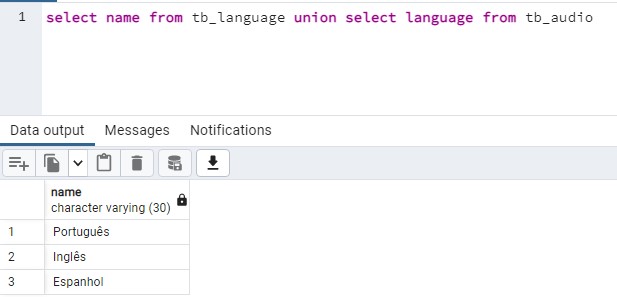 1 select name from tb_language union select language from tb_audio
Data output Messages Notifications
name
character varying (30)
1 Português
2 Inglês
3 Espanhol